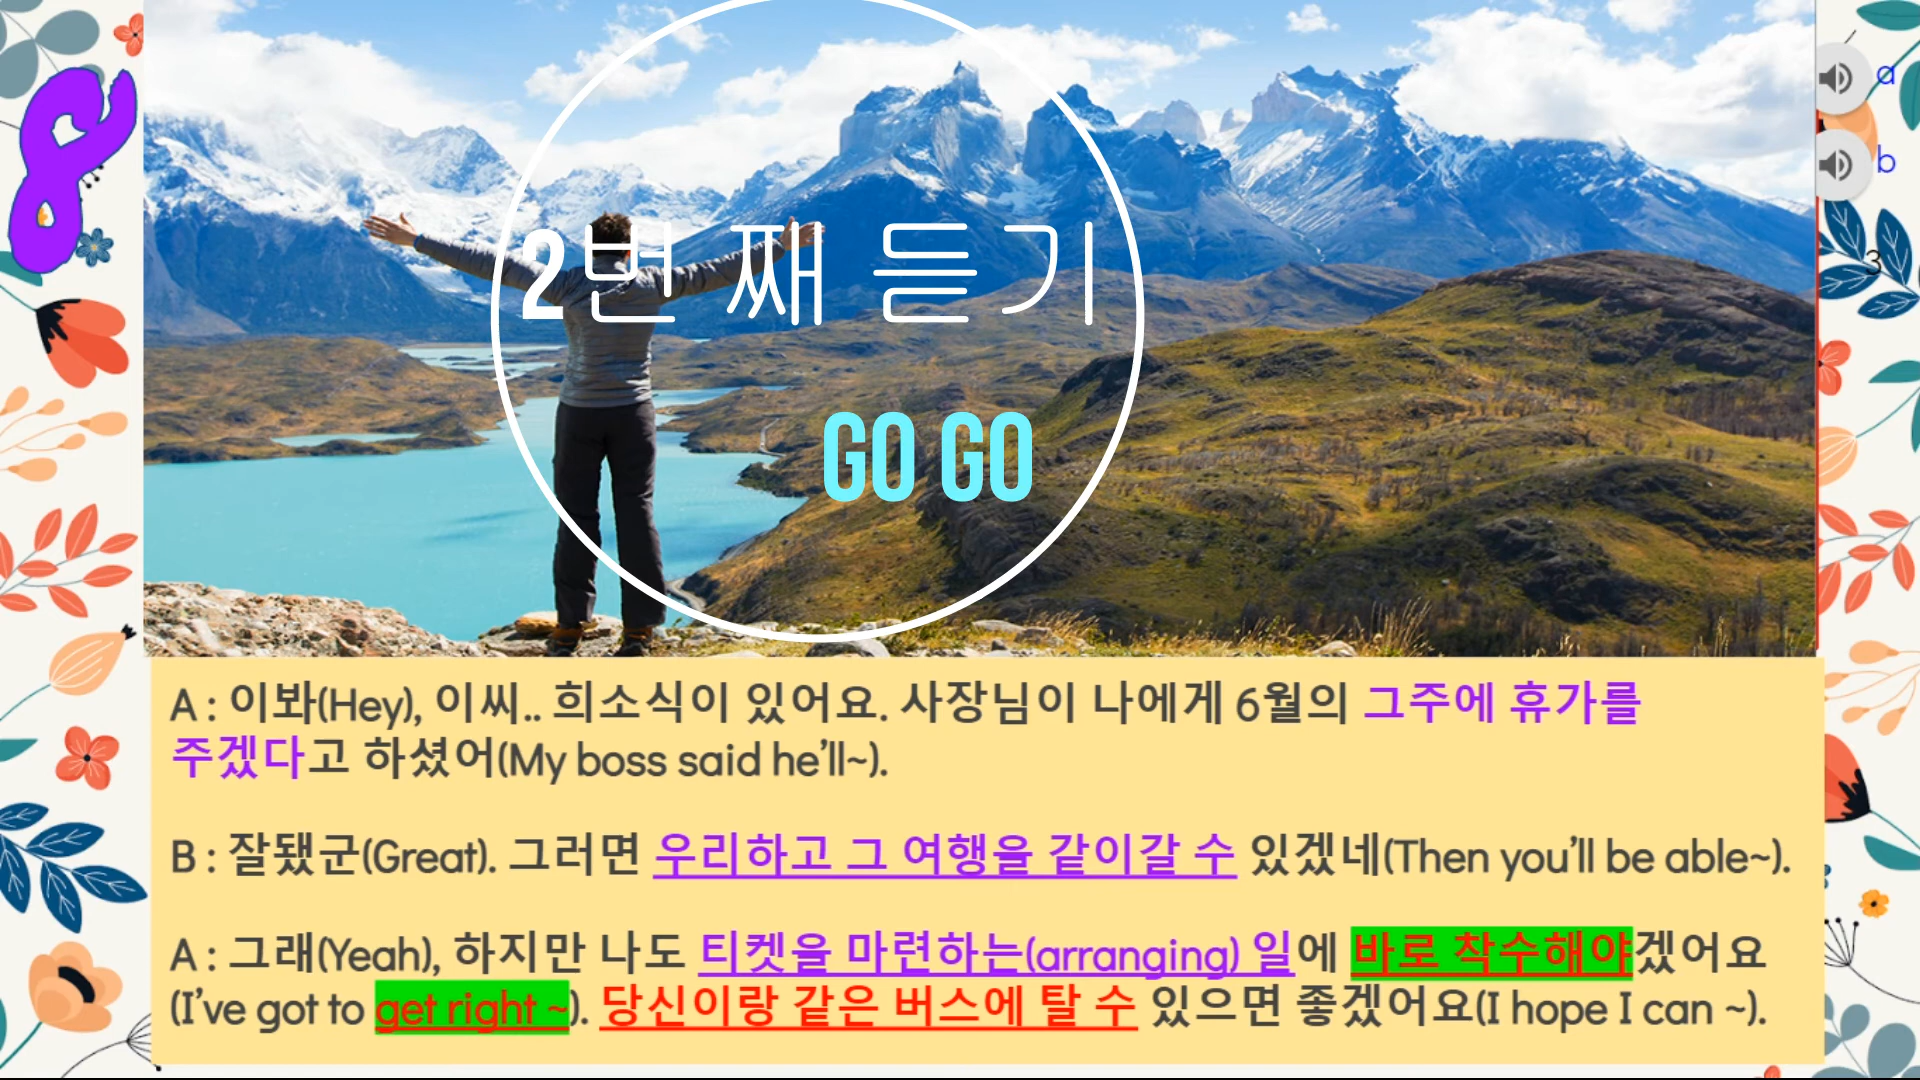 8
a
b
3
2번 째 듣기
GO GO
A : 이봐(Hey), 이씨.. 희소식이 있어요. 사장님이 나에게 6월의 그주에 휴가를
주겠다고 하셨어(My boss said he’ll~).
B : 잘됐군(Great). 그러면 우리하고 그 여행을 같이갈 수 있겠네(Then you’ll be able~).
A : 그래(Yeah), 하지만 나도 티켓을 마련하는(arranging) 일에 바로 착수해야겠어요
(I’ve got to get right ~). 당신이랑 같은 버스에 탈 수 있으면 좋겠어요(I hope I can ~).